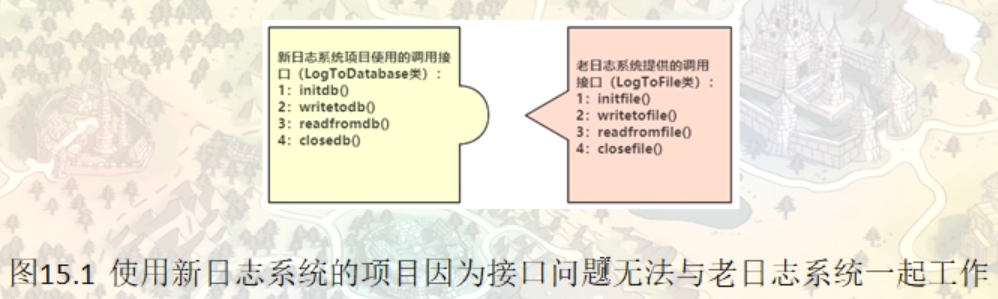 新日志系统项目使用的调用接
口（LogToDatabase类）：
1：initdb()
2：writetodb()
3：readfromdb()
4：closedb()
老日志系统提供的调用
接口（LogToFile类）：
1：initfile()
2：writetofile()
3：readfromfile()
4：closefile()
图15.1 使用新日志系统的项目因为接口问题无法与老日志系统一起工作